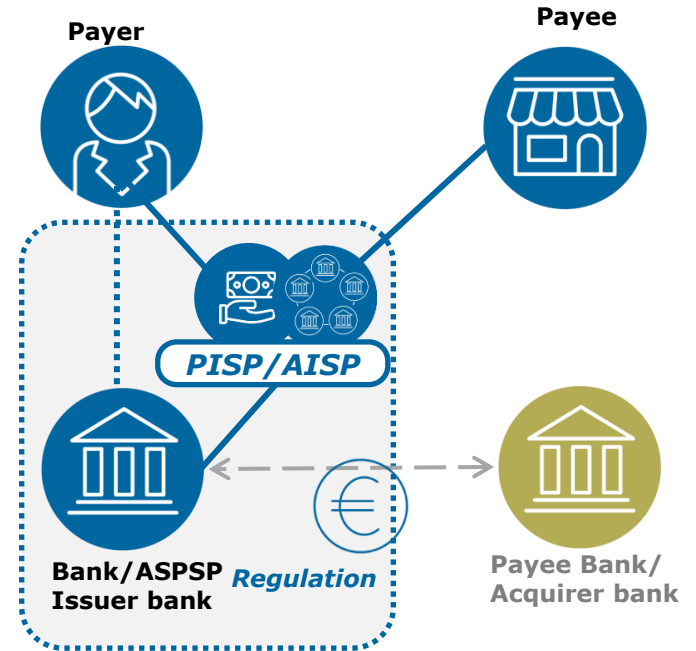 Payer
Payee
PISP/AISP
Bank/ASPSP
Issuer bank
Regulation
€
Payee Bank/
Acquirer bank